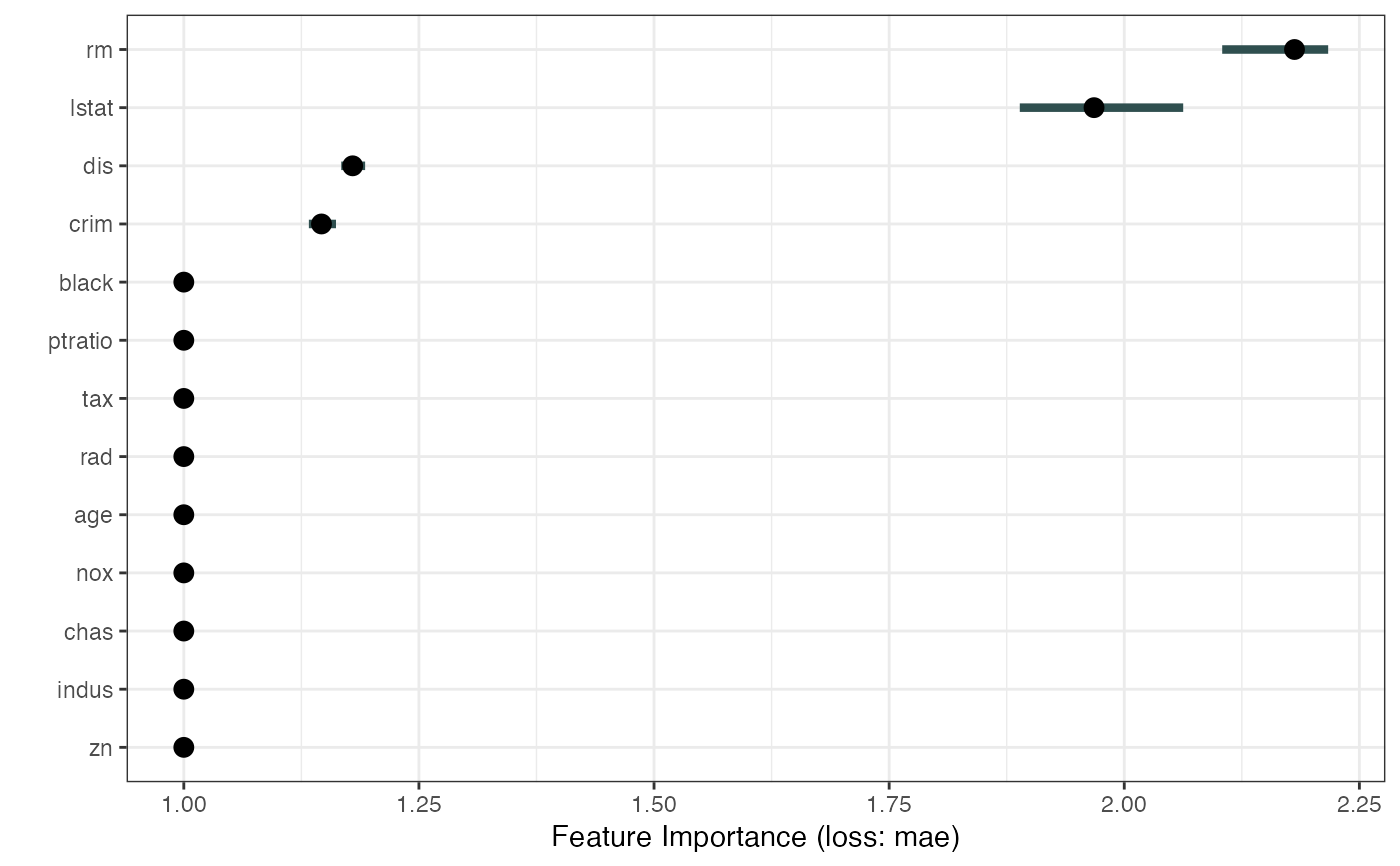 rm
lstat
dis
crim
black
ptratio
tax
rad
age
nox
chas
indus
zn
1.00 1.25 1.50 1.75 2.00 2.25
Feature Importance (loss: mae)